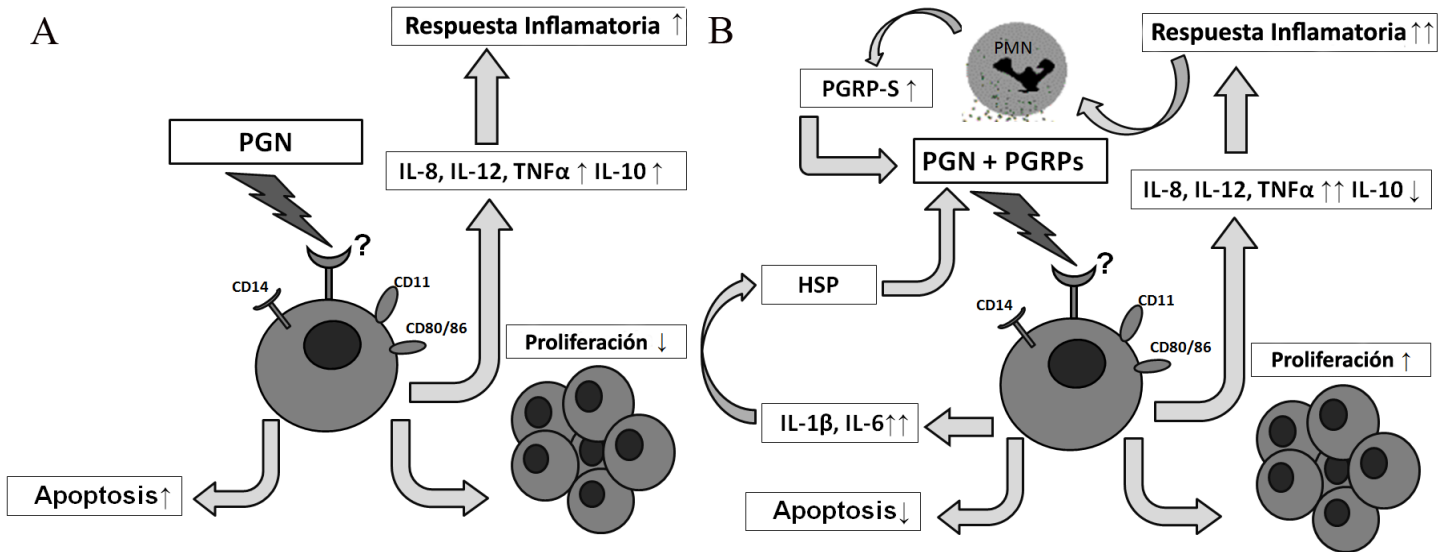 A
Respuesta Inflamatoria ↑
PGN
IL-8, IL-12, TNFα ↑ IL-10 ↑
?
CD14
CD11
CD80/86
Proliferación ↓
Apoptosis↑
B
PMN
Respuesta Inflamatoria↑↑
PGRP-S ↑
PGN + PGRPs
IL-8, IL-12, TNFα ↑↑ IL-10 ↓
?
HSP
CD14
CD11
CD80/86
Proliferación ↑
IL-1β, IL-6↑↑
Apoptosis↓